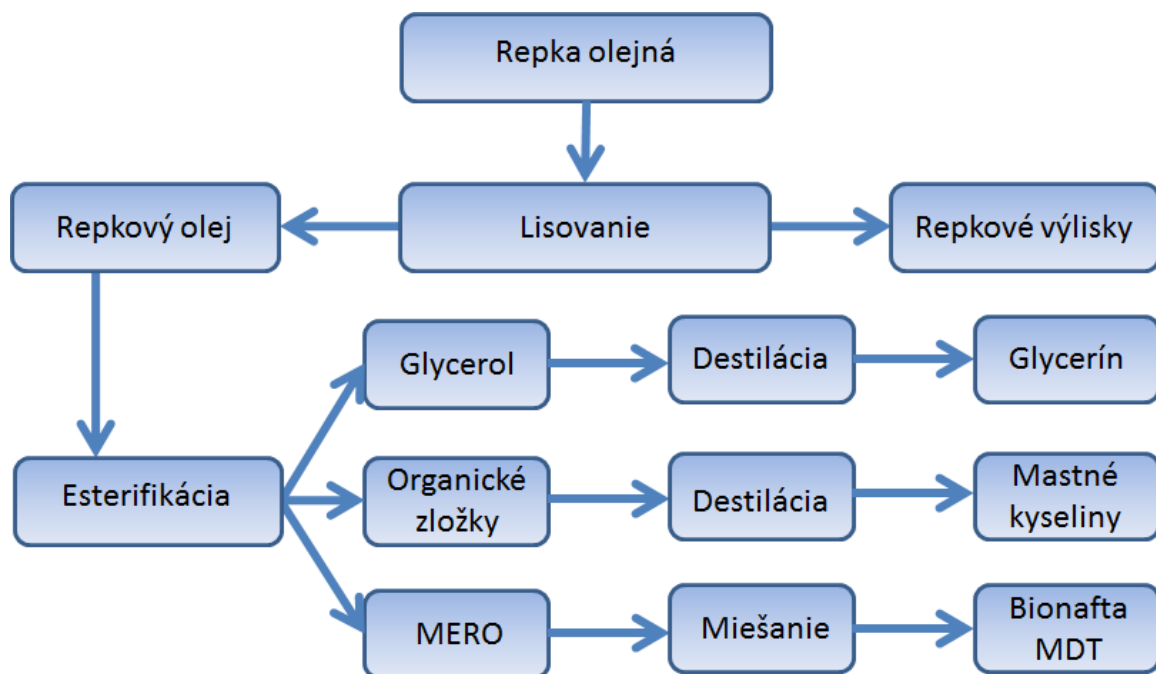 Repka olejná
Repkový olej
Lisovanie
Repkové výlisky
Glycerol
Destilácia
Glycerín
Esterifikácia
Organické
zložky
Destilácia
Mastné
kyseliny
MERO
Miešanie
Bionafta
MDT